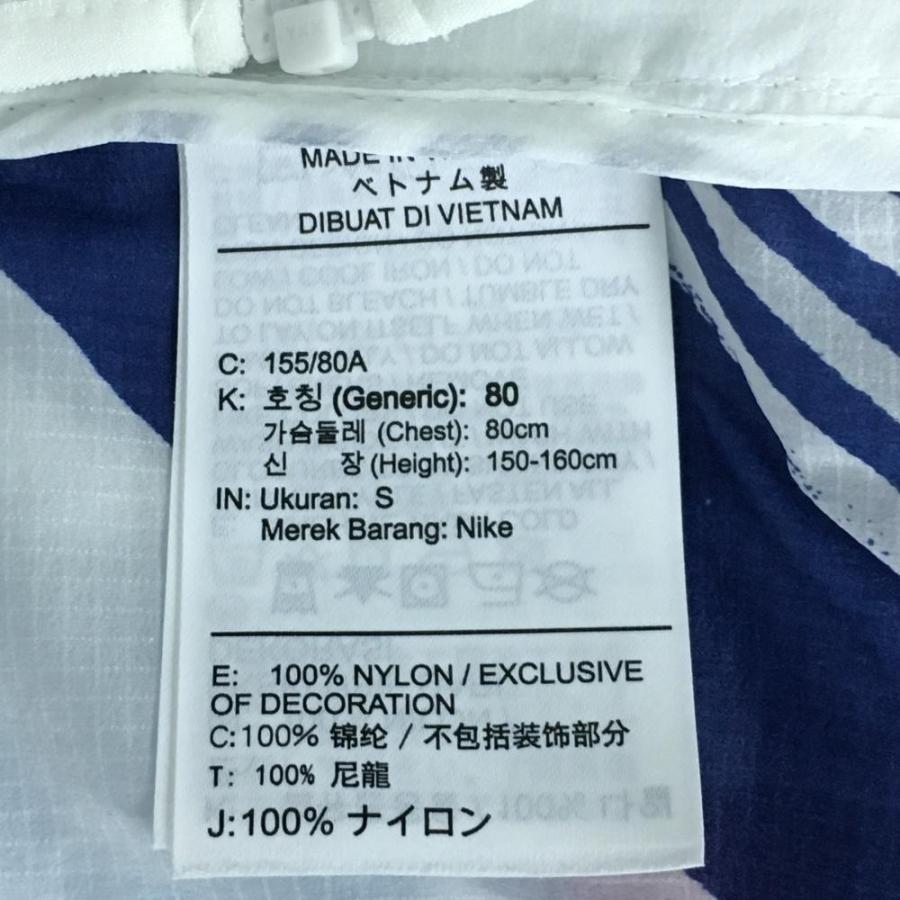 MADE IN
ベトナム製
DIBUAT DI VIETNAM
C: 155/80A
K: 호칭 (Generic): 80
가슴둘레 (Chest): 80cm
신 장 (Height): 150-160cm
IN: Ukuran: S
Merek Barang: Nike
E: 100% NYLON / EXCLUSIVE
OF DECORATION
C:100% 锦纶 / 不包括装饰部分
T: 100% 尼龍
J:100% ナイロン